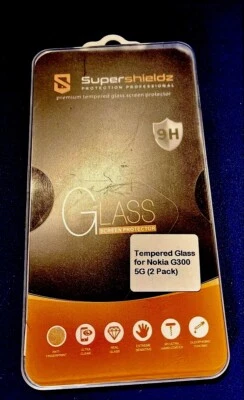 Supershieldz
PROTECTION PROFESSIONAL
premium tempered glass screen protector
9H
GLASS
SCREEN PROTECTOR
Tempered Glass
for Nokia G300
5G (2 Pack)